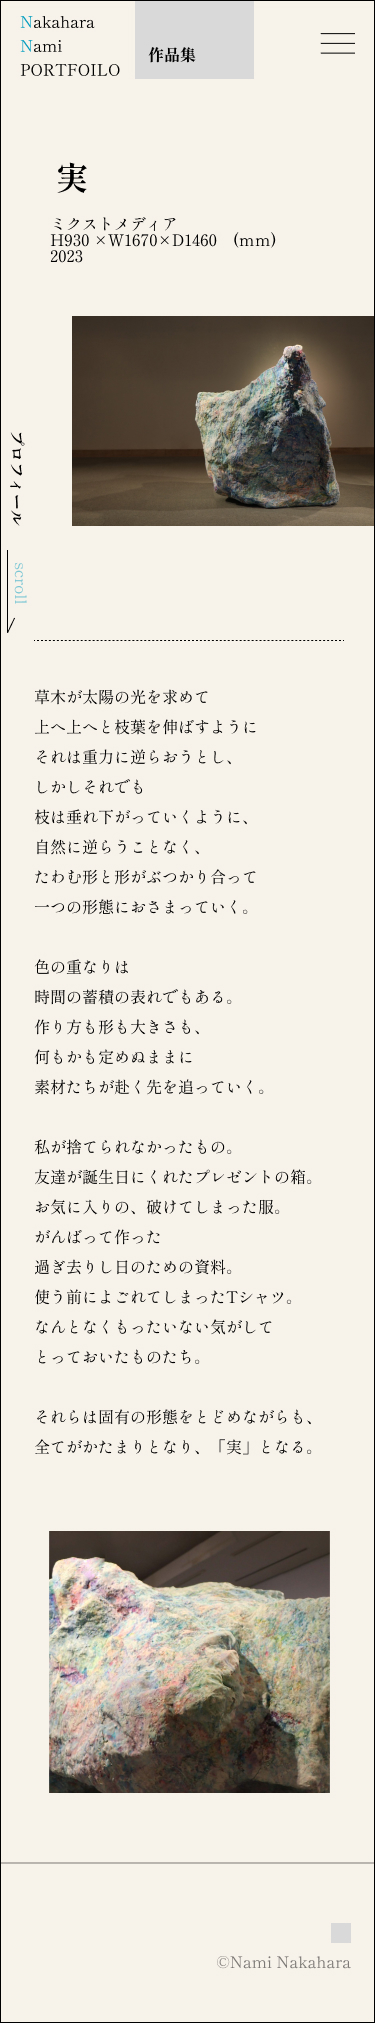 Nakahara
Nami
PORTFOILO
作品集
実
ミクストメディア
H930 ×W1670×D1460　(mm)
2023
プロフィール
scroll
草木が太陽の光を求めて
上へ上へと枝葉を伸ばすように
それは重力に逆らおうとし、
しかしそれでも
枝は垂れ下がっていくように、
自然に逆らうことなく、
たわむ形と形がぶつかり合って
一つの形態におさまっていく。
色の重なりは
時間の蓄積の表れでもある。
作り方も形も大きさも、
何もかも定めぬままに
素材たちが赴く先を追っていく。
私が捨てられなかったもの。
友達が誕生日にくれたプレゼントの箱。
お気に入りの、破けてしまった服。
がんばって作った
過ぎ去りし日のための資料。
使う前によごれてしまったTシャツ。
なんとなくもったいない気がして
とっておいたものたち。
それらは固有の形態をとどめながらも、
全てがかたまりとなり、「実」となる。
©Nami Nakahara